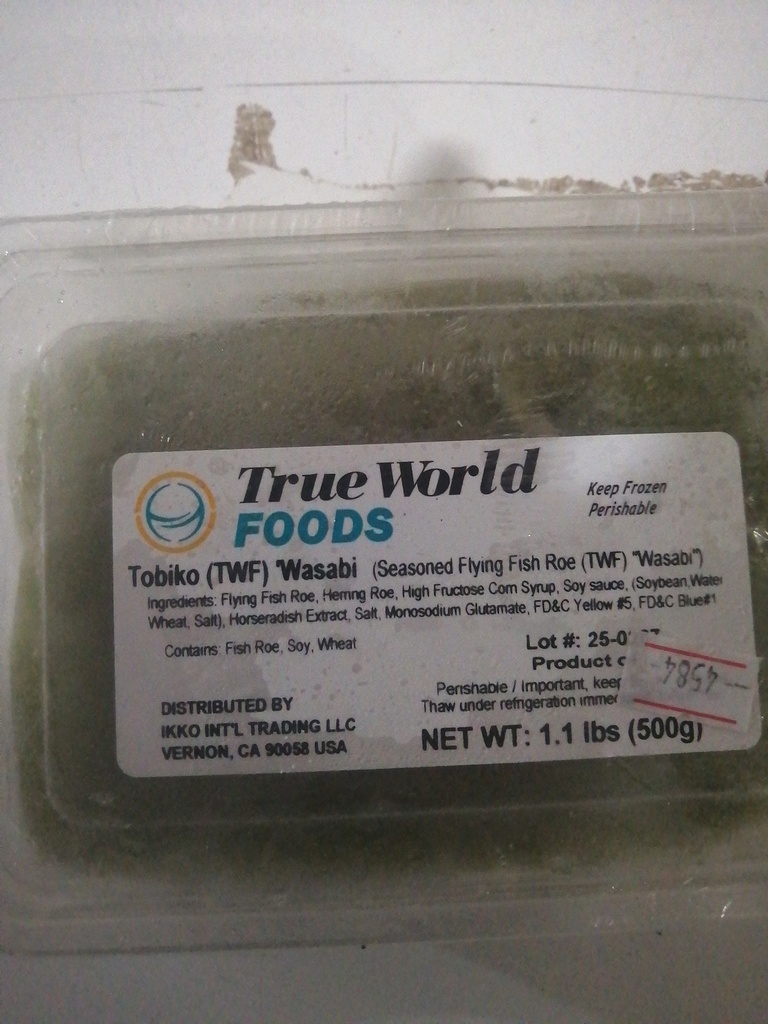 True World
FOODS
Keep Frozen
Perishable
Tobiko (TWF) 'Wasabi (Seasoned Flying Fish Roe (TWF) "Wasabi")
Ingredients: Flying Fish Roe, Herring Roe, High Fructose Corn Syrup, Soy sauce, (Soybean, Water
Wheat, Salt), Horseradish Extract, Salt, Monosodium Glutamate, FD&C Yellow #5, FD&C Blue#1
Contains: Fish Roe, Soy, Wheat
Lot #:
Product
4584
Perishable / Important, keep
Thaw under refrigeration
DISTRIBUTED BY
IKKO INT'L TRADING LLC
VERNON, CA 90058 USA
NET WT: 1.1 lbs (500g)